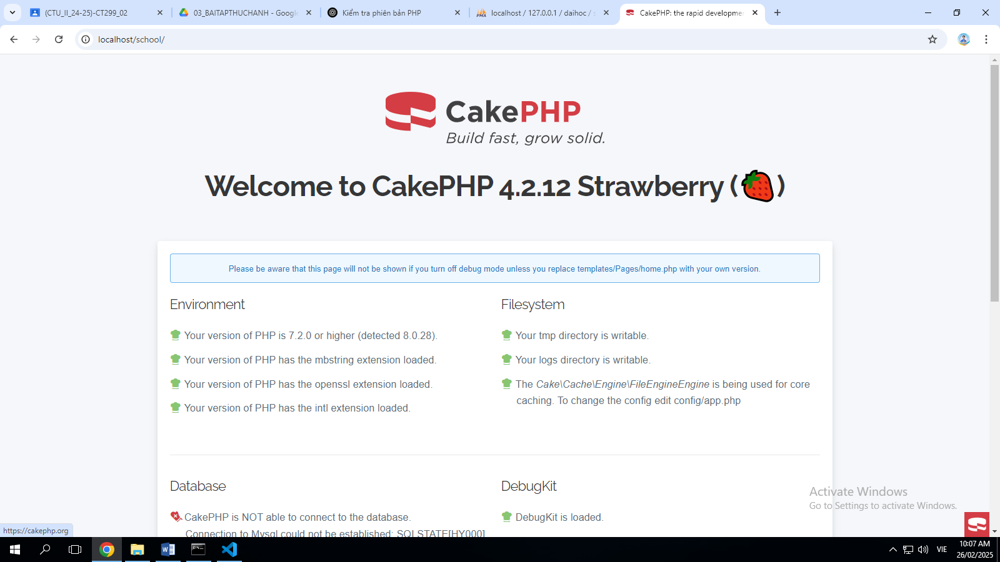 (CTU_II_24-25)-CT299_02
03_BAITAPTHUCHANH - Google
Kiểm tra phiên bản PHP
localhost / 127.0.0.1 / daihoc / s
CakePHP: the rapid developmen
localhost/school/
CakePHP
Build fast, grow solid.
Welcome to CakePHP 4.2.12 Strawberry (🍓)
Please be aware that this page will not be shown if you turn off debug mode unless you replace templates/Pages/home.php with your own version.
Environment
Your version of PHP is 7.2.0 or higher (detected 8.0.28).
Your version of PHP has the mbstring extension loaded.
Your version of PHP has the openssl extension loaded.
Your version of PHP has the intl extension loaded.
Filesystem
Your tmp directory is writable.
Your logs directory is writable.
The Cake\Cache\Engine\FileEngineEngine is being used for core
caching. To change the config edit config/app.php
Database
CakePHP is NOT able to connect to the database.
Connection to Mysql could not be established: SQLSTATE[HY000]
DebugKit
DebugKit is loaded.
Activate Windows
Go to Settings to activate Windows.
https://cakephp.org
VIE
10:07 AM
26/02/2025